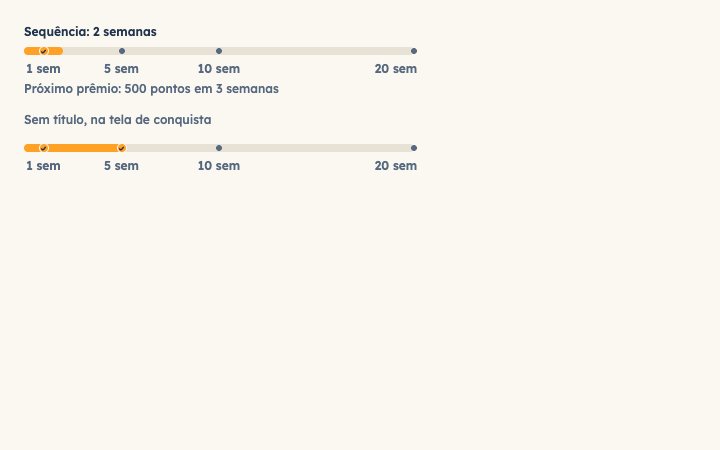 Sequência: 2 semanas
1 sem 5 sem 10 sem 20 sem
Próximo prêmio: 500 pontos em 3 semanas
Sem título, na tela de conquista
1 sem 5 sem 10 sem 20 sem